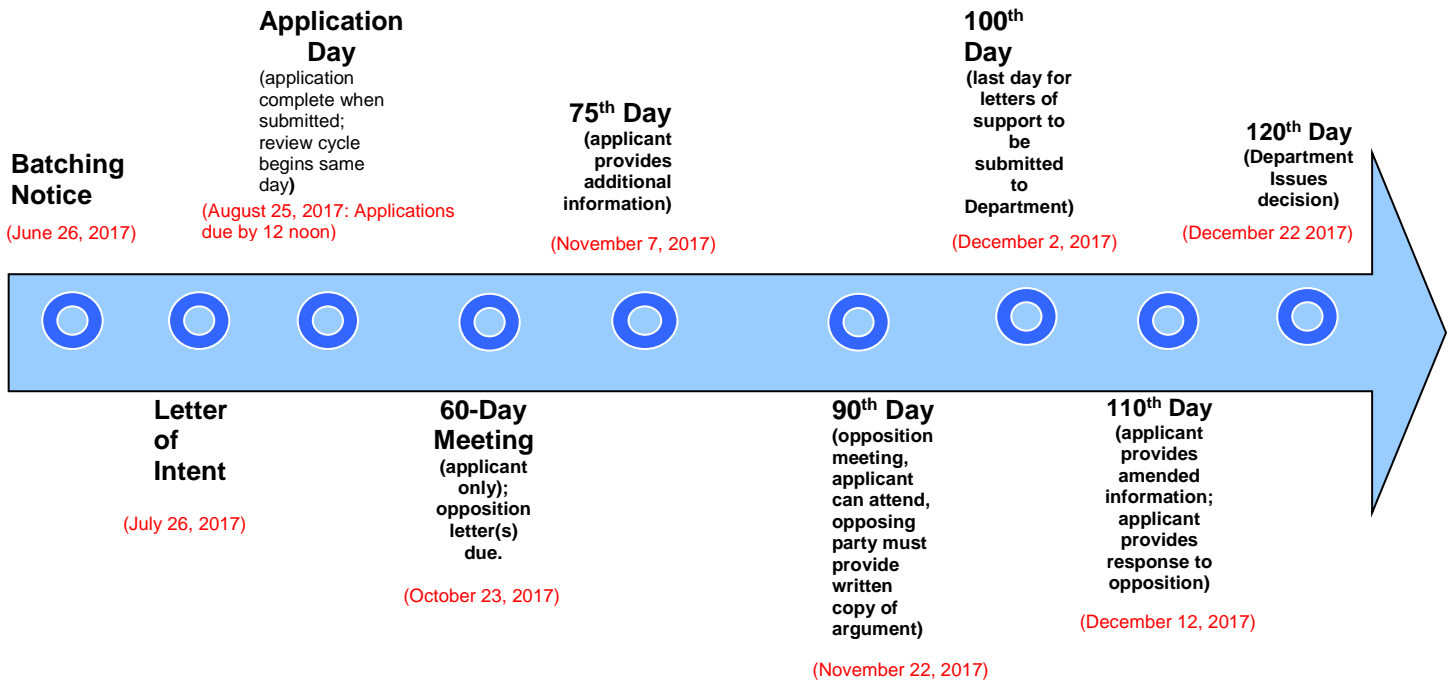 Batching
Notice
(June 26, 2017)
Letter
of
Intent
(July 26, 2017)
Application
Day
(application
complete when
submitted;
review cycle
begins same
day)
(August 25, 2017: Applications
due by 12 noon)
60-Day
Meeting
(applicant
only);
opposition
letter(s)
due.
(October 23, 2017)
75th Day
(applicant
provides
additional
information)
(November 7, 2017)
90th Day
(opposition
meeting,
applicant
can attend,
opposing
party must
provide
written
copy of
argument)
(November 22, 2017)
100th
Day
(last day for
letters of
support to
be
submitted
to
Department)
(December 2, 2017)
110th Day
(applicant
provides
amended
information;
applicant
provides
response to
opposition)
(December 12, 2017)
120th Day
(Department
Issues
decision)
(December 22 2017)